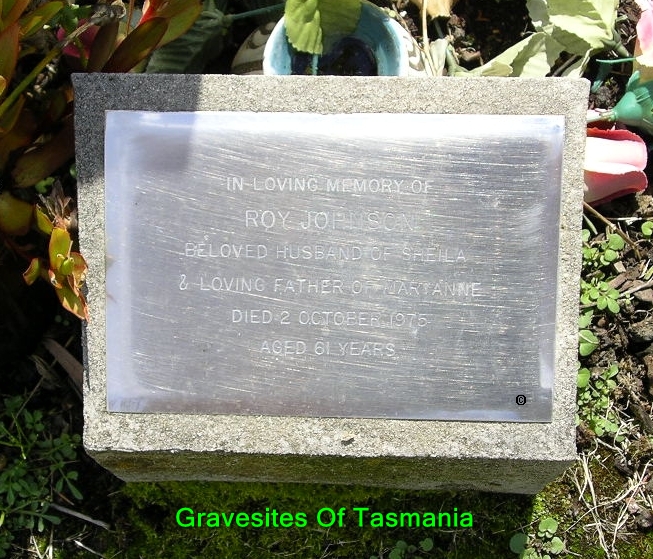 IN LOVING MEMORY OF
ROY JOHNSON
BELOVED HUSBAND OF SHEILA
& LOVING FATHER OF MARYANNE
DIED 2 OCTOBER 1975
AGED 61 YEARS
©
Gravesites Of Tasmania